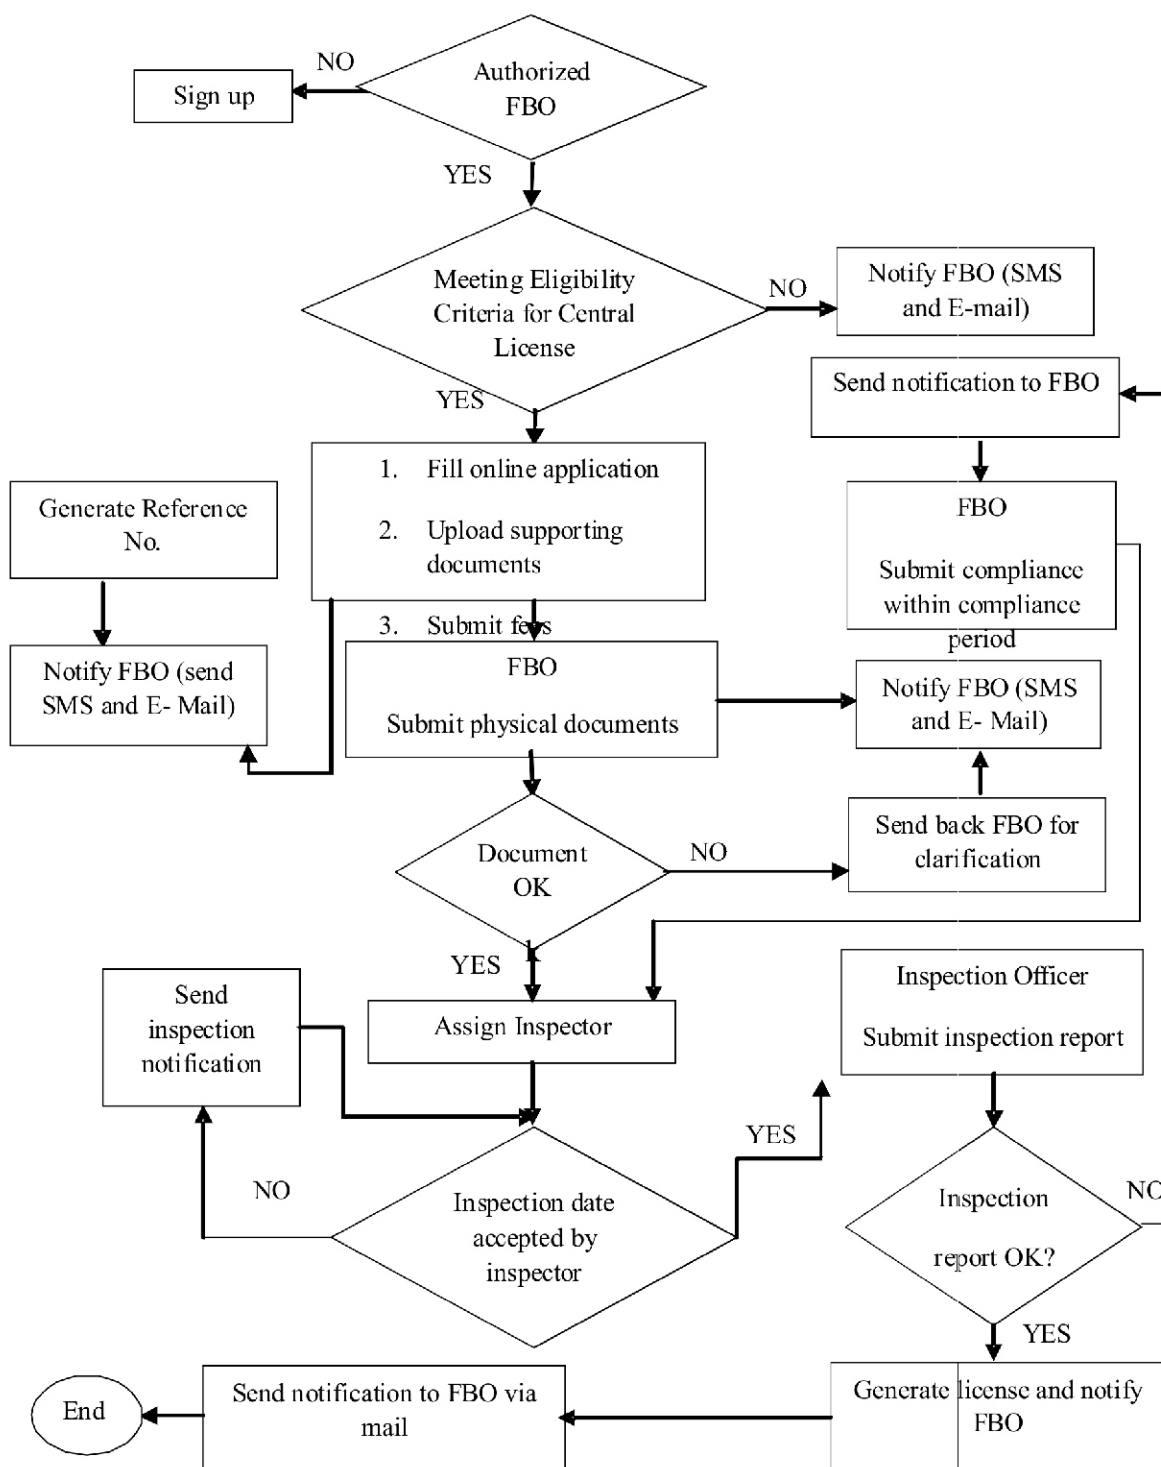 NO
Authorized
FBO
Sign up
YES
Meeting Eligibility
Criteria for Central
License
NO
Notify FBO (SMS
and E-mail)
YES
Send notification to FBO
1. Fill online application
2. Upload supporting
documents
3. Submit fees
Generate Reference
No.
FBO
Submit compliance
within compliance
period
Notify FBO (send
SMS and E- Mail)
FBO
Submit physical documents
Notify FBO (SMS
and E- Mail)
Document
OK
NO
Send back FBO for
clarification
YES
Send
inspection
notification
Assign Inspector
Inspection Officer
Submit inspection report
YES
NO
Inspection date
accepted by
inspector
Inspection
report OK?
NO
YES
End
Send notification to FBO via
mail
Generate license and notify
FBO